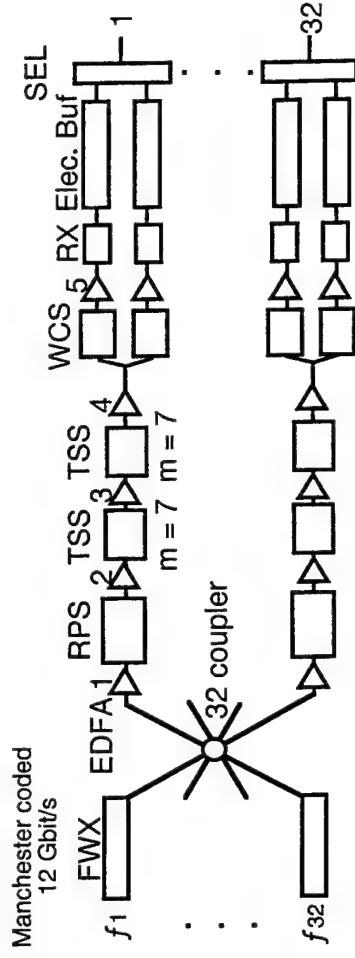 Manchester coded
12 Gbit/s
FWX
f1
. . .
f32
32 coupler
EDFA 1
RPS
2
TSS
m = 7
3
TSS
m = 7
4
WCS
5
RX
Elec. Buf
SEL
1
. . .
32